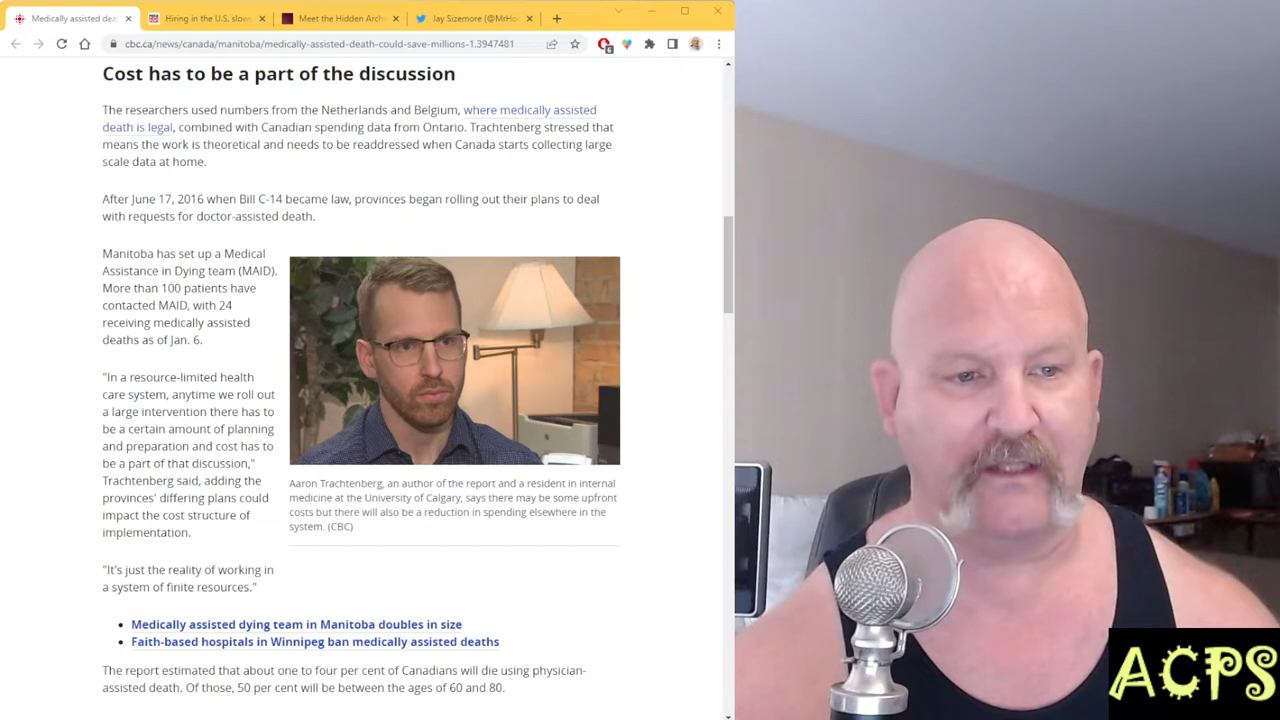 Medically assisted dea
Hiring in the U.S. slow
Meet the Hidden Arch
Jay Sizemore (@MrHo
cbc.ca/news/canada/manitoba/medically-assisted-death-could-save-millions-1.3947481
6
Cost has to be a part of the discussion
The researchers used numbers from the Netherlands and Belgium, where medically assisted
death is legal, combined with Canadian spending data from Ontario. Trachtenberg stressed that
means the work is theoretical and needs to be readdressed when Canada starts collecting large
scale data at home.
After June 17, 2016 when Bill C-14 became law, provinces began rolling out their plans to deal
with requests for doctor-assisted death.
Manitoba has set up a Medical
Assistance in Dying team (MAID).
More than 100 patients have
contacted MAID, with 24
receiving medically assisted
deaths as of Jan. 6.
"In a resource-limited health
care system, anytime we roll out
a large intervention there has to
be a certain amount of planning
and preparation and cost has to
be a part of that discussion,"
Trachtenberg said, adding the
provinces' differing plans could
impact the cost structure of
implementation.
Aaron Trachtenberg, an author of the report and a resident in internal
medicine at the University of Calgary, says there may be some upfront
costs but there will also be a reduction in spending elsewhere in the
system. (CBC)
"It's just the reality of working in
a system of finite resources."
• Medically assisted dying team in Manitoba doubles in size
• Faith-based hospitals in Winnipeg ban medically assisted deaths
The report estimated that about one to four per cent of Canadians will die using physician-
assisted death. Of those, 50 per cent will be between the ages of 60 and 80.
ACPS